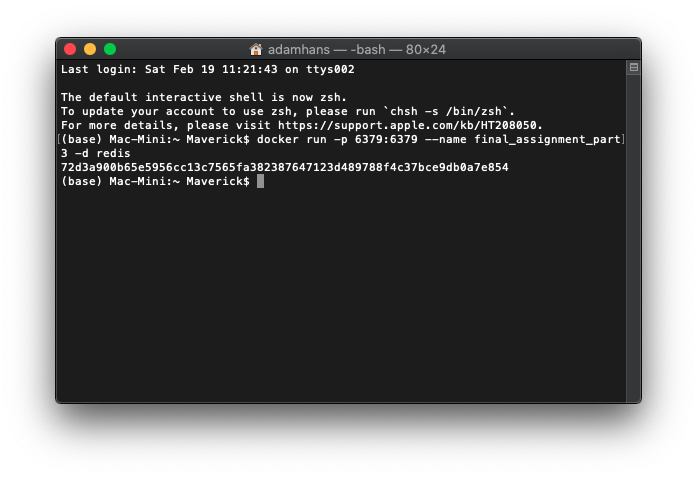 adamhans — -bash — 80×24
Last login: Sat Feb 19 11:21:43 on ttys002
The default interactive shell is now zsh.
To update your account to use zsh, please run `chsh -s /bin/zsh`.
For more details, please visit https://support.apple.com/kb/HT208050.
[(base) Mac-Mini:~ Maverick$ docker run -p 6379:6379 --name final_assignment_part]
3 -d redis
72d3a900b65e5956cc13c7565fa382387647123d489788f4c37bce9db0a7e854
(base) Mac-Mini:~ Maverick$